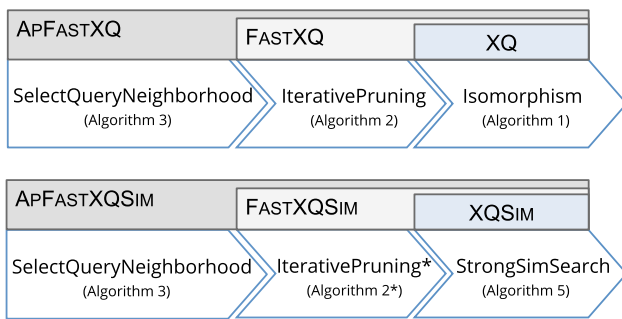 APFASTXQ
FASTXQ
XQ
SelectQueryNeighborhood
(Algorithm 3)
IterativePruning
(Algorithm 2)
Isomorphism
(Algorithm 1)
APFASTXQSIM
FASTXQSIM
XQSIM
SelectQueryNeighborhood
(Algorithm 3)
IterativePruning*
(Algorithm 2*)
StrongSimSearch
(Algorithm 5)